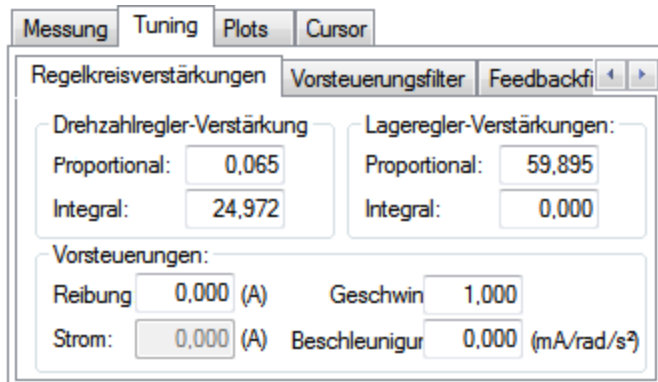 Messung Tuning Plots Cursor
Regelkreisverstärkungen Vorsteuerungsfilter Feedbackfi
Drehzahlregler-Verstärkung Lageregler-Verstärkungen:
Proportional: 0,065 Proportional: 59,895
Integral: 24,972 Integral: 0,000
Vorsteuerungen:
Reibung 0,000 (A) Geschwin 1,000
Strom: 0,000 (A) Beschleunigur 0,000 (mA/rad/s²)